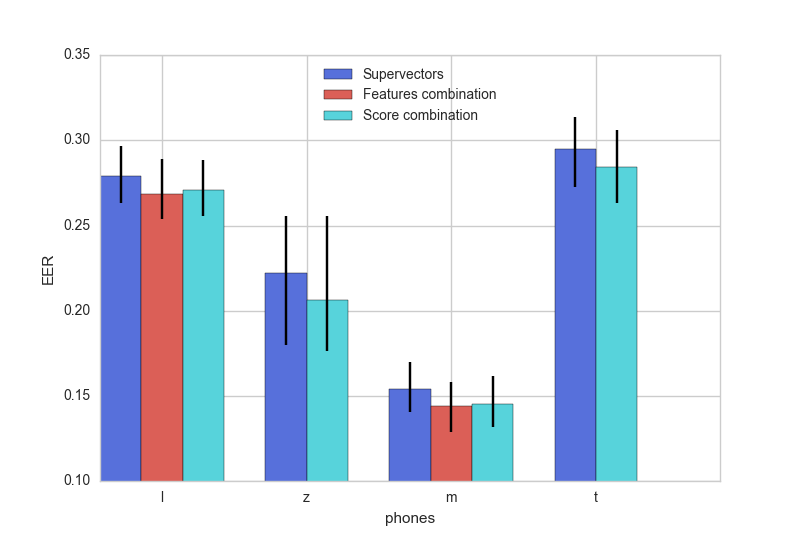 0.35
0.30
0.25
0.20
0.15
0.10
EER
Supervectors
Features combination
Score combination
l
z
m
t
phones